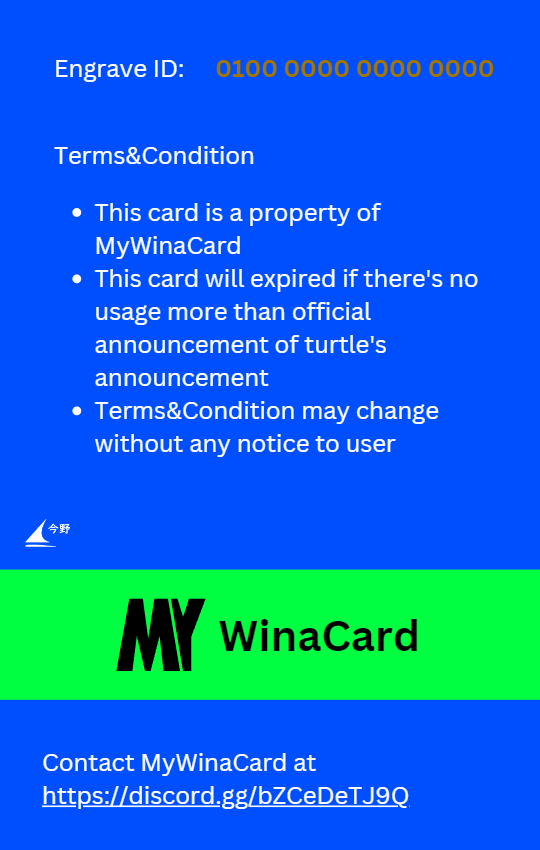 Engrave ID: 0100 0000 0000 0000
Terms&Condition
• This card is a property of
MyWinaCard
• This card will expired if there's no
usage more than official
announcement of turtle's
announcement
• Terms&Condition may change
without any notice to user
今野
MY WinaCard
Contact MyWinaCard at
https://discord.gg/bZCeDeTJ9Q